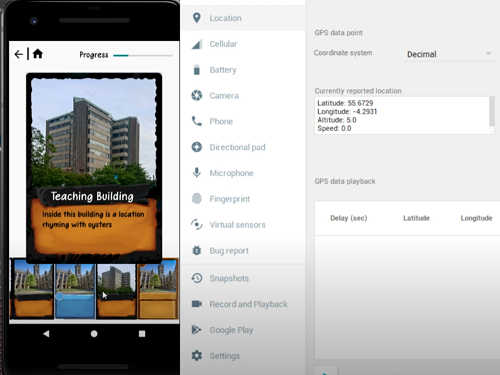 Progress
Teaching Building
Inside this building is a location
rhyming with oysters
Location
Cellular
Battery
Camera
Phone
Directional pad
Microphone
Fingerprint
Virtual sensors
Bug report
Snapshots
Record and Playback
Google Play
Settings
GPS data point
Coordinate system
Decimal
Currently reported location
Latitude: 55.6729
Longitude: -4.2931
Altitude: 5.0
Speed: 0.0
GPS data playback
Delay (sec) Latitude Longitude